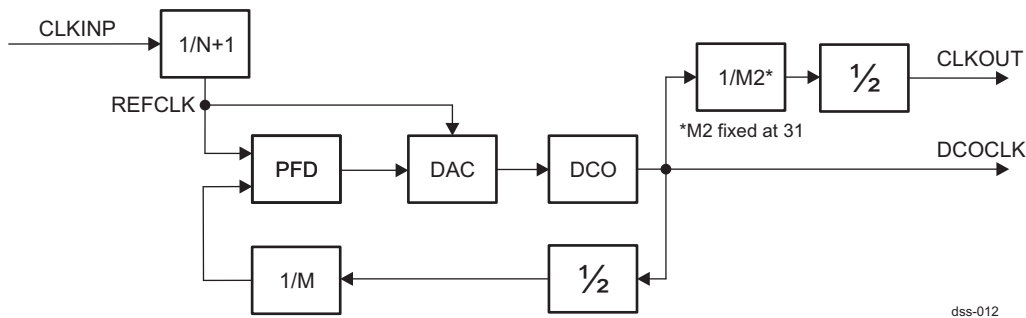 CLKINP
1/N+1
REFCLK
1/M2*
½
CLKOUT
*M2 fixed at 31
PFD
DAC
DCO
DCOCLK
1/M
½
dss-012